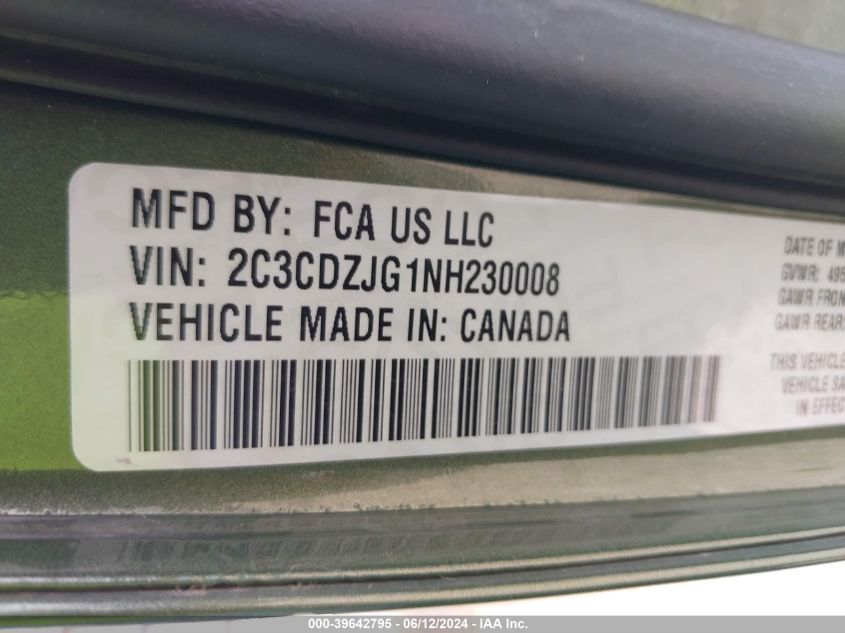 MFD BY: FCA US LLC
VIN: 2C3CDZJG1NH230008
VEHICLE MADE IN: CANADA
DATE OF M
GVWR: 495
GAWR FRON
GAWR REAR:
THIS VEHICLE
VEHICLE SA
IN EFFEC
000-39642795 - 06/12/2024 - IAA Inc.